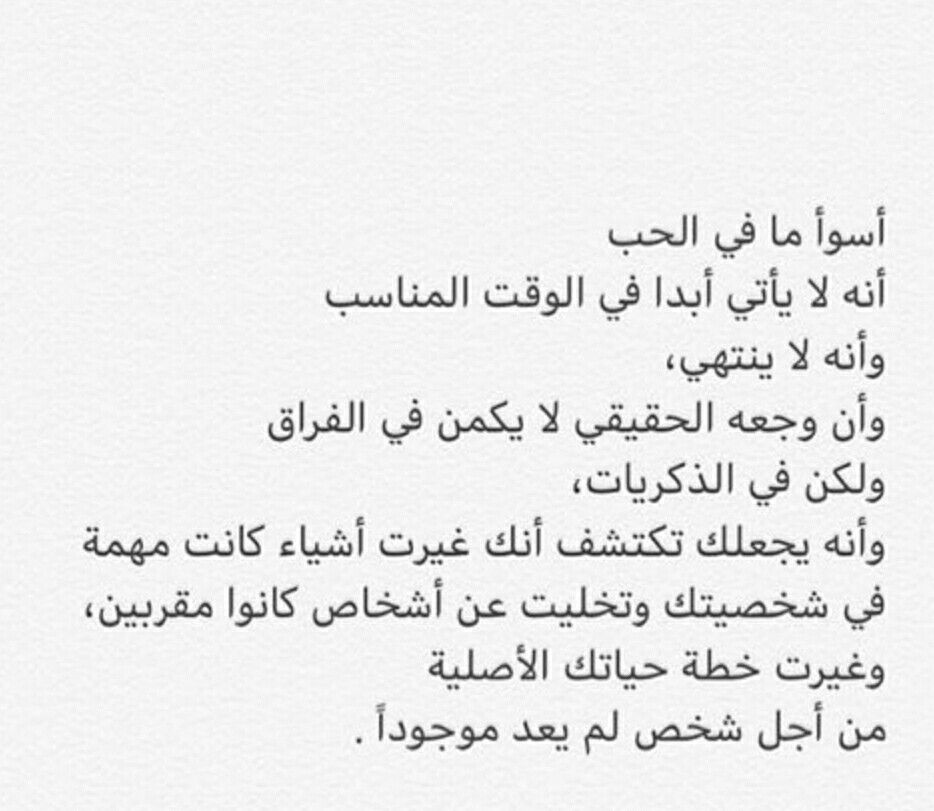 أسوأ ما في الحب
أنه لا يأتي أبدا في الوقت المناسب
وأنه لا ينتهي،
وأن وجعه الحقيقي لا يكمن في الفراق
ولكن في الذكريات،
وأنه يجعلك تكتشف أنك غيرت أشياء كانت مهمة
في شخصيتك وتخليت عن أشخاص كانوا مقربين،
وغيرت خطة حياتك الأصلية
من أجل شخص لم يعد موجوداً .